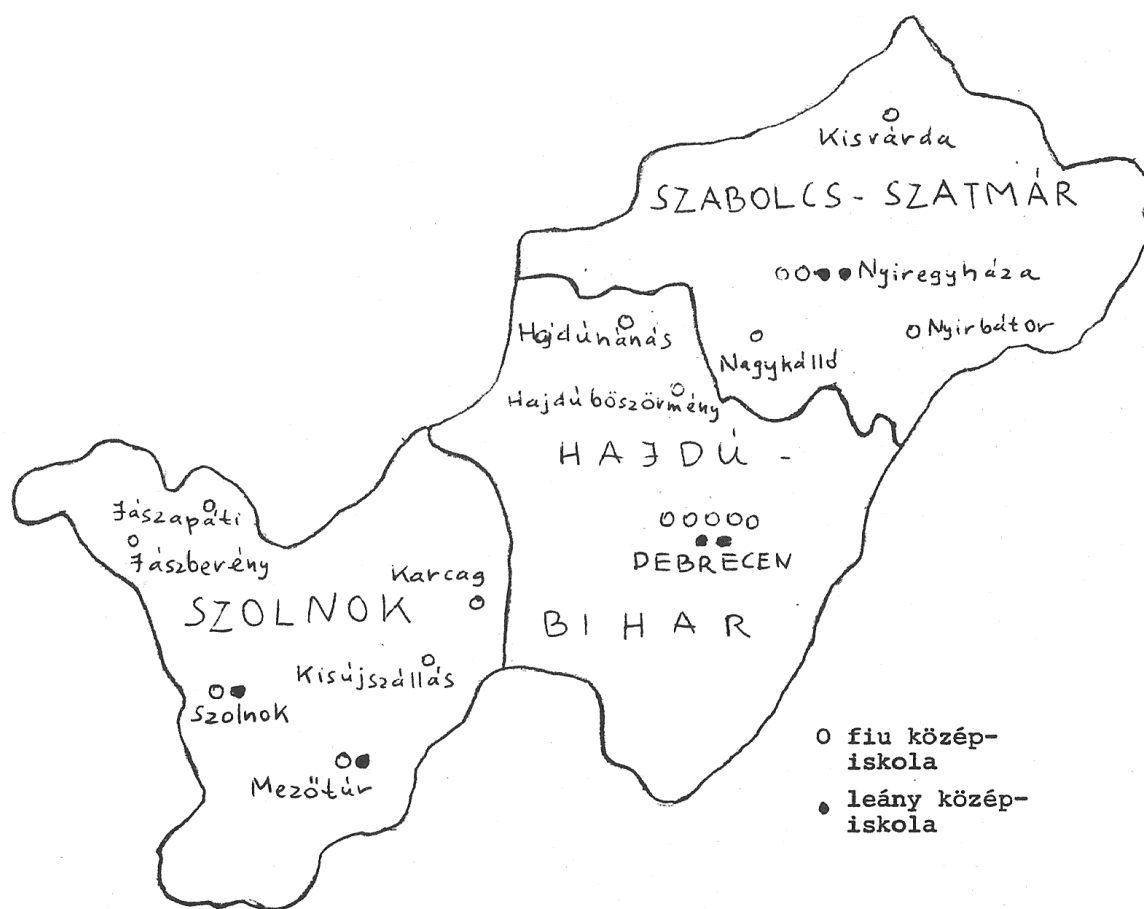 Kisvárda
SZABOLCS - SZATMÁR
Nyiregyháza
Nyirbátor
Nagykálló
Hajdúnánás
Hajdúböszörmény
HAJDÚ -
DEBRECEN
BIHAR
Jászapáti
Jászberény
Karcag
SZOLNOK
Kisújszállás
Szolnok
Mezőtúr
fiu közép-
iskola
leány közép-
iskola